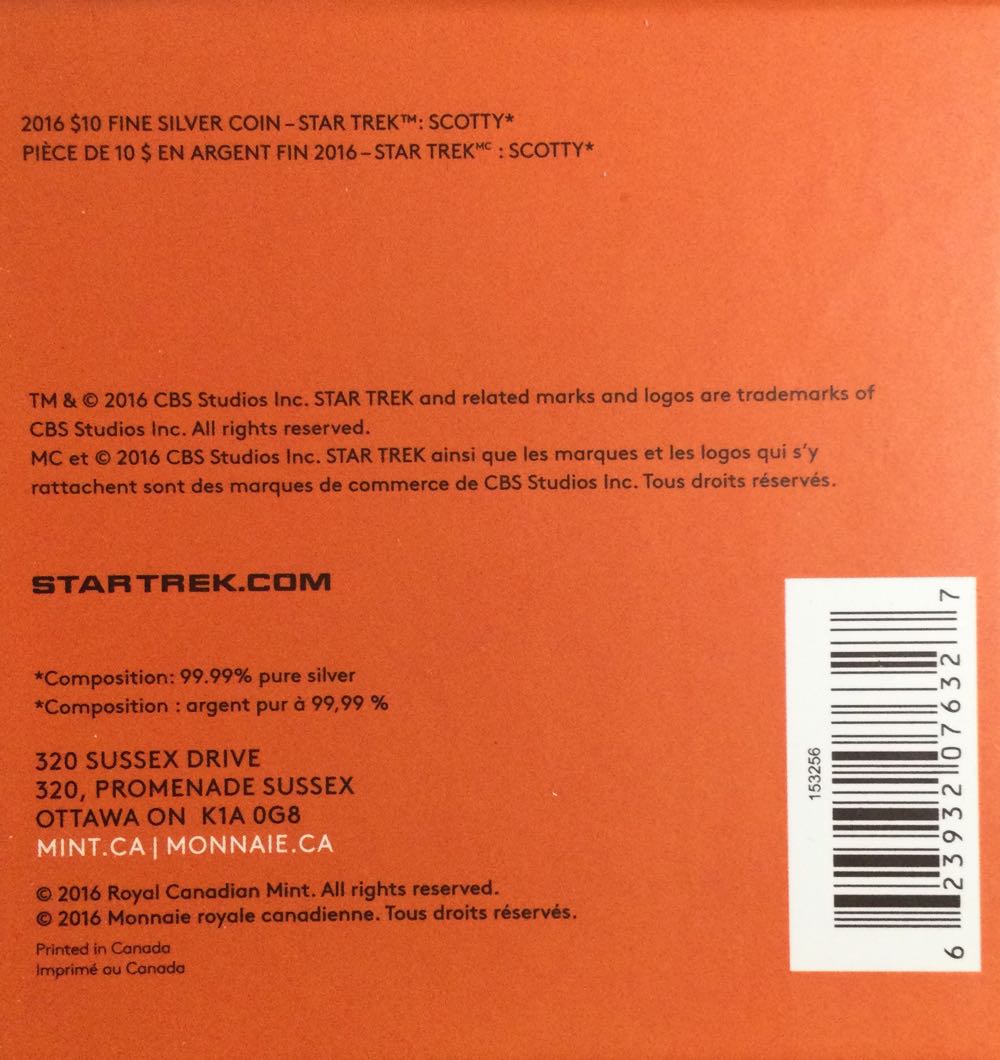 2016 $10 FINE SILVER COIN – STAR TREK™: SCOTTY*
PIÈCE DE 10 $ EN ARGENT FIN 2016 – STAR TREKᴹᶜ : SCOTTY*
TM & © 2016 CBS Studios Inc. STAR TREK and related marks and logos are trademarks of
CBS Studios Inc. All rights reserved.
MC et © 2016 CBS Studios Inc. STAR TREK ainsi que les marques et les logos qui s’y
rattachent sont des marques de commerce de CBS Studios Inc. Tous droits réservés.
STARTREK.COM
*Composition: 99.99% pure silver
*Composition : argent pur à 99,99 %
320 SUSSEX DRIVE
320, PROMENADE SUSSEX
OTTAWA ON K1A 0G8
MINT.CA | MONNAIE.CA
© 2016 Royal Canadian Mint. All rights reserved.
© 2016 Monnaie royale canadienne. Tous droits réservés.
Printed in Canada
Imprimé au Canada
153256
6 23932 07632 7